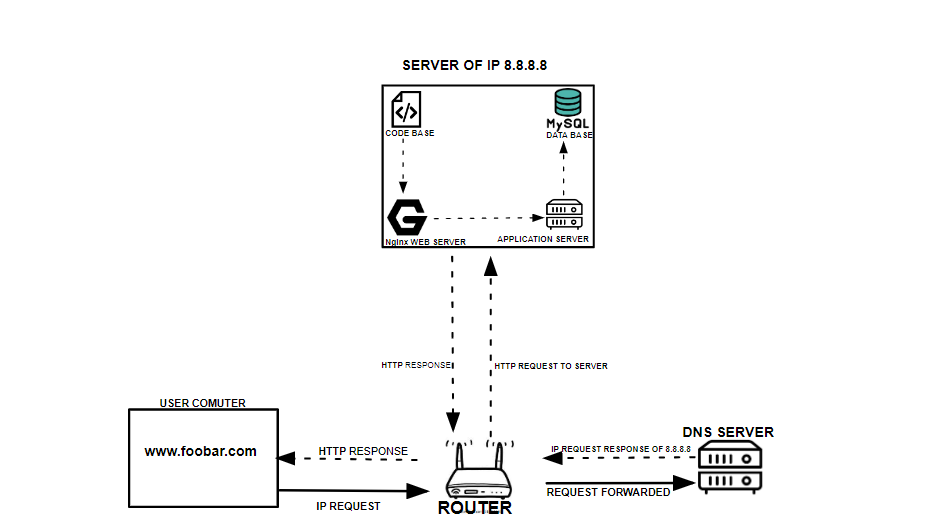 SERVER OF IP 8.8.8.8
CODE BASE
MySQL
DATA BASE
NgInx WEB SERVER
APPLICATION SERVER
HTTP RESPONSE
HTTP REQUEST TO SERVER
USER COMUTER
www.foobar.com
HTTP RESPONSE
IP REQUEST
ROUTER
DNS SERVER
IP REQUEST RESPONSE OF 8.8.8.8
REQUEST FORWARDED